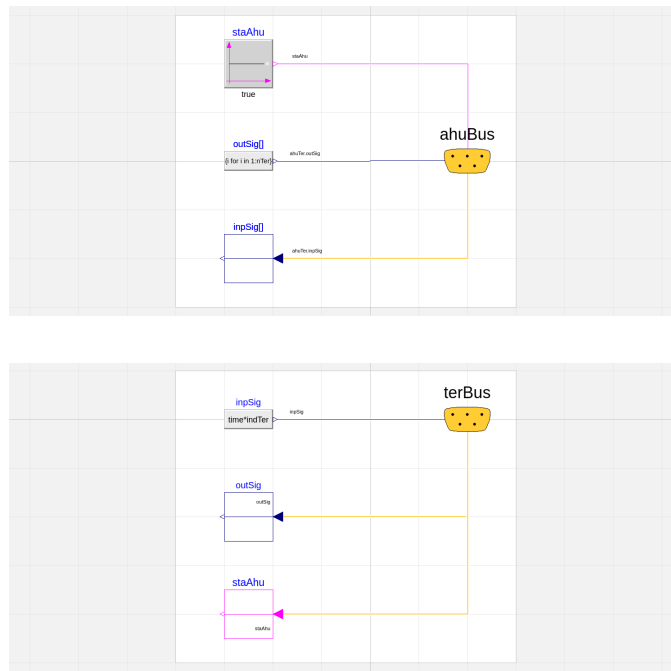 staAhu
staAhu
true
ahuBus
outSig[]
ahuTer.outSig
{i for i in 1:nTer}
inpSig[]
ahuTer.inpSig
terBus
inpSig
inpSig
time*indTer
outSig
outSig
staAhu
staAhu